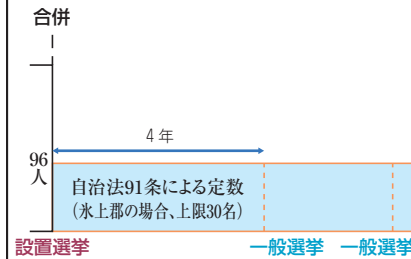 合併
4年
96
人
自治法91条による定数
(氷上郡の場合、上限30名)
設置選挙
一般選挙
一般選挙